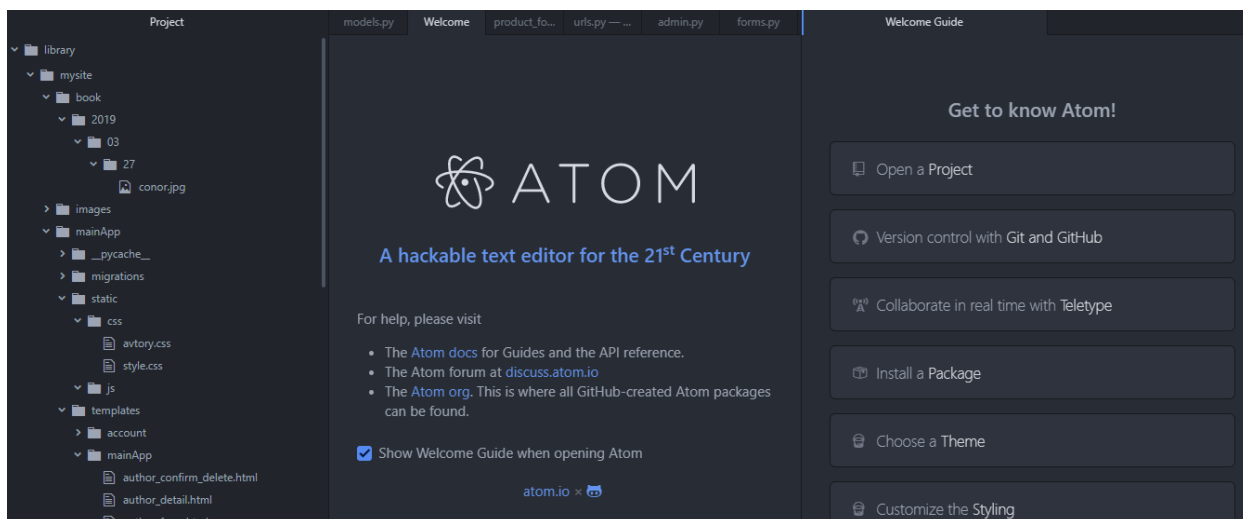 Project
library
mysite
book
2019
03
27
conor.jpg
images
mainApp
__pycache__
migrations
static
css
avtory.css
style.css
js
templates
account
mainApp
author_confirm_delete.html
author_detail.html
models.py Welcome product_fo... urls.py — ... admin.py forms.py
ATOM
A hackable text editor for the 21st Century
For help, please visit
• The Atom docs for Guides and the API reference.
• The Atom forum at discuss.atom.io
• The Atom org. This is where all GitHub-created Atom packages
can be found.
Show Welcome Guide when opening Atom
atom.io ×
Welcome Guide
Get to know Atom!
Open a Project
Version control with Git and GitHub
Collaborate in real time with Teletype
Install a Package
Choose a Theme
Customize the Styling